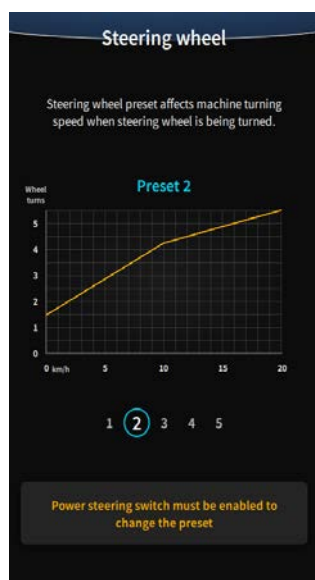 Steering wheel
Steering wheel preset affects machine turning
speed when steering wheel is being turned.
Wheel
turns
Preset 2
5
4
3
2
1
0
0 km/h 5 10 15 20
1 2 3 4 5
Power steering switch must be enabled to
change the preset